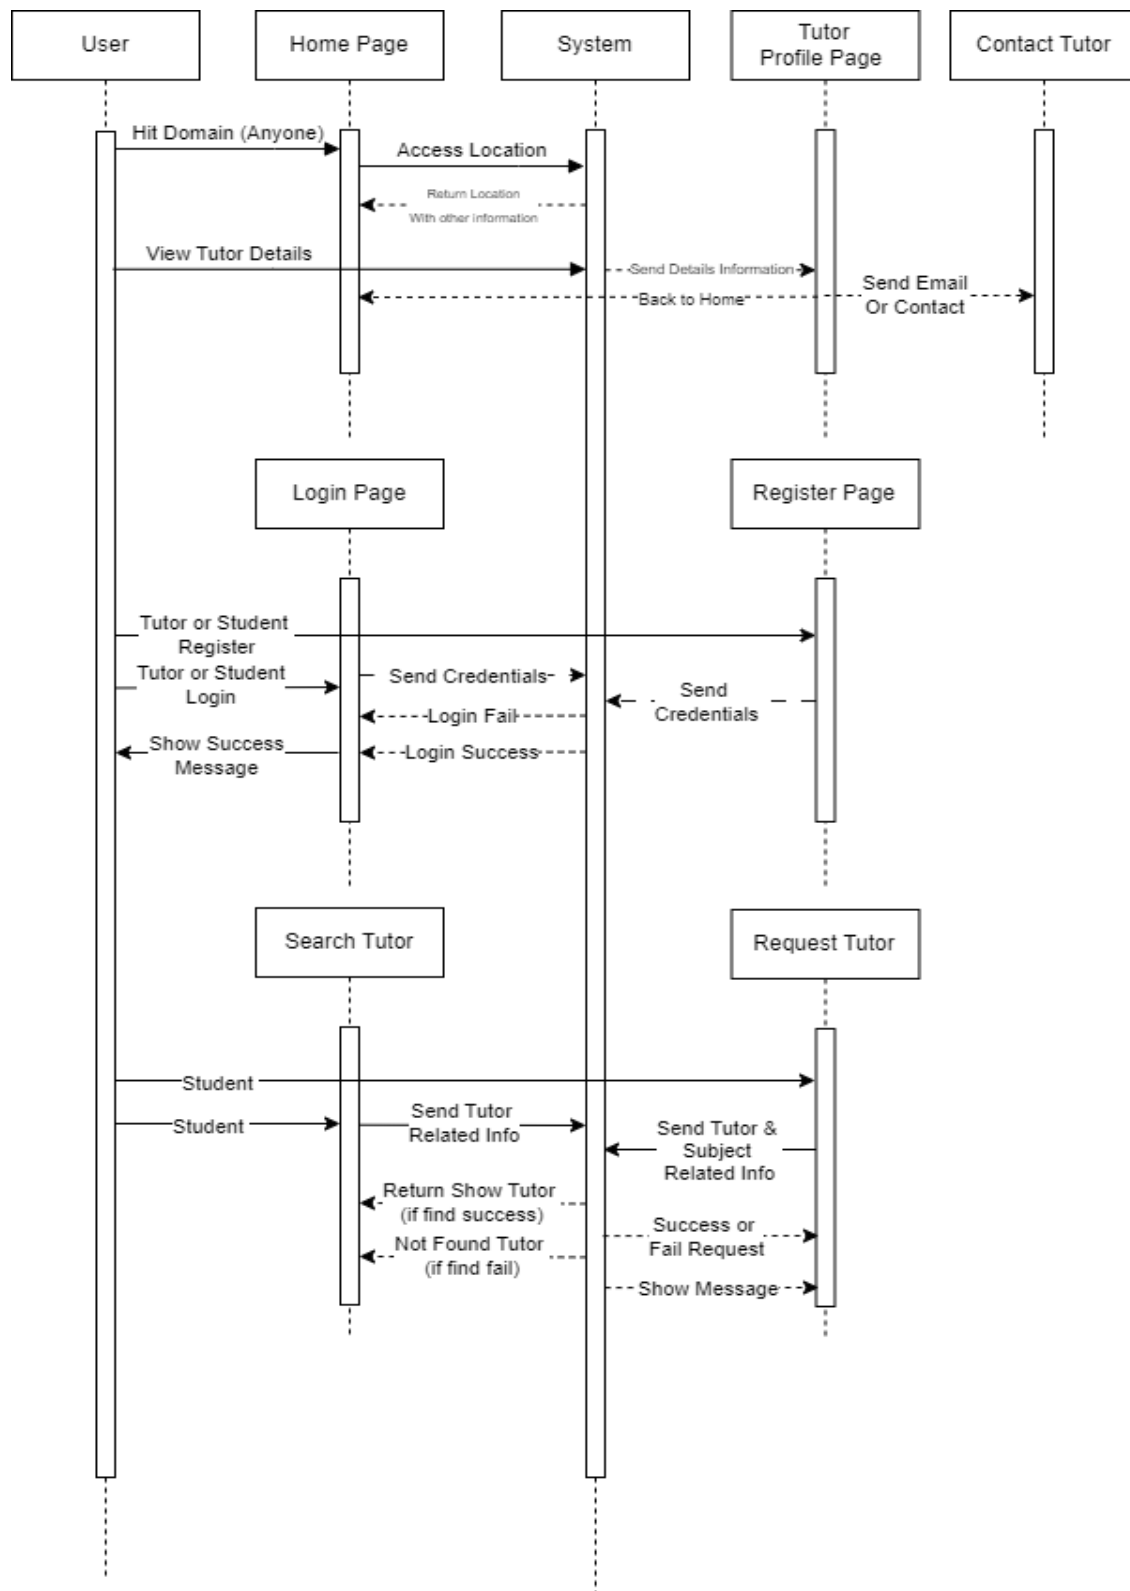 User
Home Page
System
Tutor
Profile Page
Contact Tutor
Hit Domain (Anyone)
Access Location
Return Location
With other information
View Tutor Details
Send Details Information
Back to Home
Send Email
Or Contact
Login Page
Register Page
Tutor or Student
Register
Tutor or Student
Login
Send Credentials
Send
Credentials
Login Fail
Show Success
Message
Login Success
Search Tutor
Request Tutor
Student
Student
Send Tutor
Related Info
Send Tutor &
Subject
Related Info
Return Show Tutor
(if find success)
Success or
Fail Request
Not Found Tutor
(if find fail)
Show Message